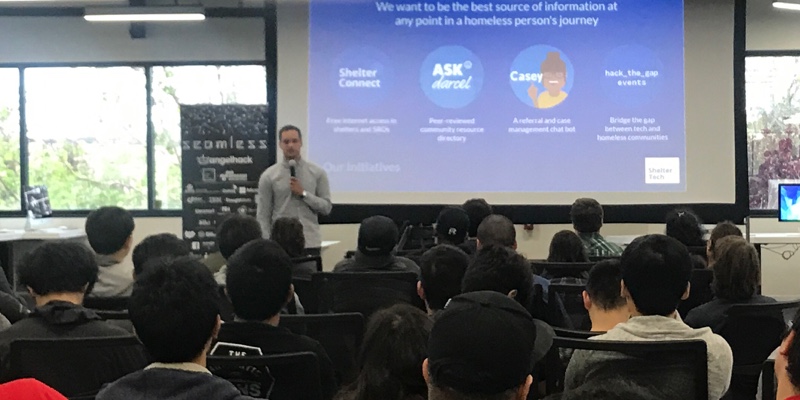 We want to be the best source of information at
any point in a homeless person's journey
Shelter
Connect
ASK
darcel
Casey
hack_the_gap
events
Free internet access to
shelters and SROs
Peer-reviewed
community resource
directory
A referral and case
management chat bot
Bridge the gap
between tech and
homeless communities
Our Initiatives
Shelter
Tech
seamless
angelhack
R
THE